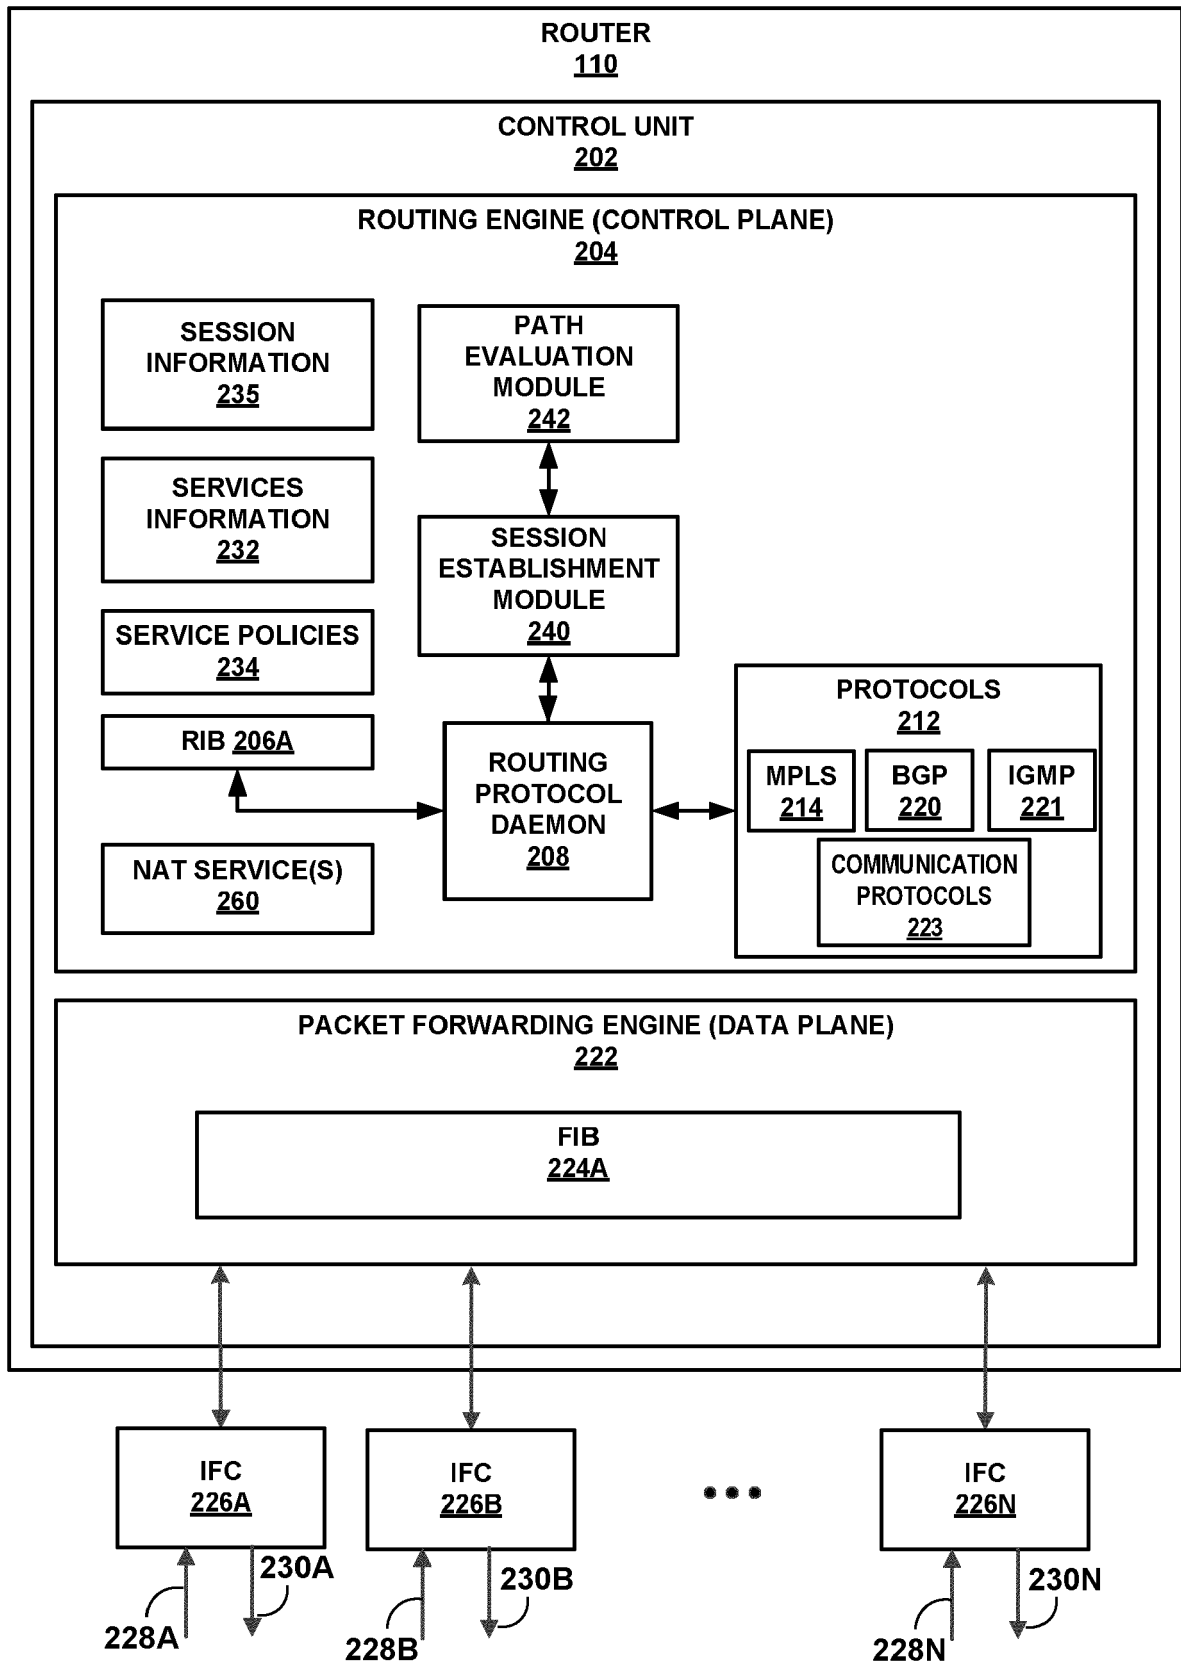 ROUTER
110
CONTROL UNIT
202
ROUTING ENGINE (CONTROL PLANE)
204
SESSION
INFORMATION
235
PATH
EVALUATION
MODULE
242
SERVICES
INFORMATION
232
SESSION
ESTABLISHMENT
MODULE
240
SERVICE POLICIES
234
RIB 206A
ROUTING
PROTOCOL
DAEMON
208
PROTOCOLS
212
MPLS
214
BGP
220
IGMP
221
COMMUNICATION
PROTOCOLS
223
NAT SERVICE(S)
260
PACKET FORWARDING ENGINE (DATA PLANE)
222
FIB
224A
IFC
226A
IFC
226B
IFC
226N
228A
230A
228B
230B
228N
230N